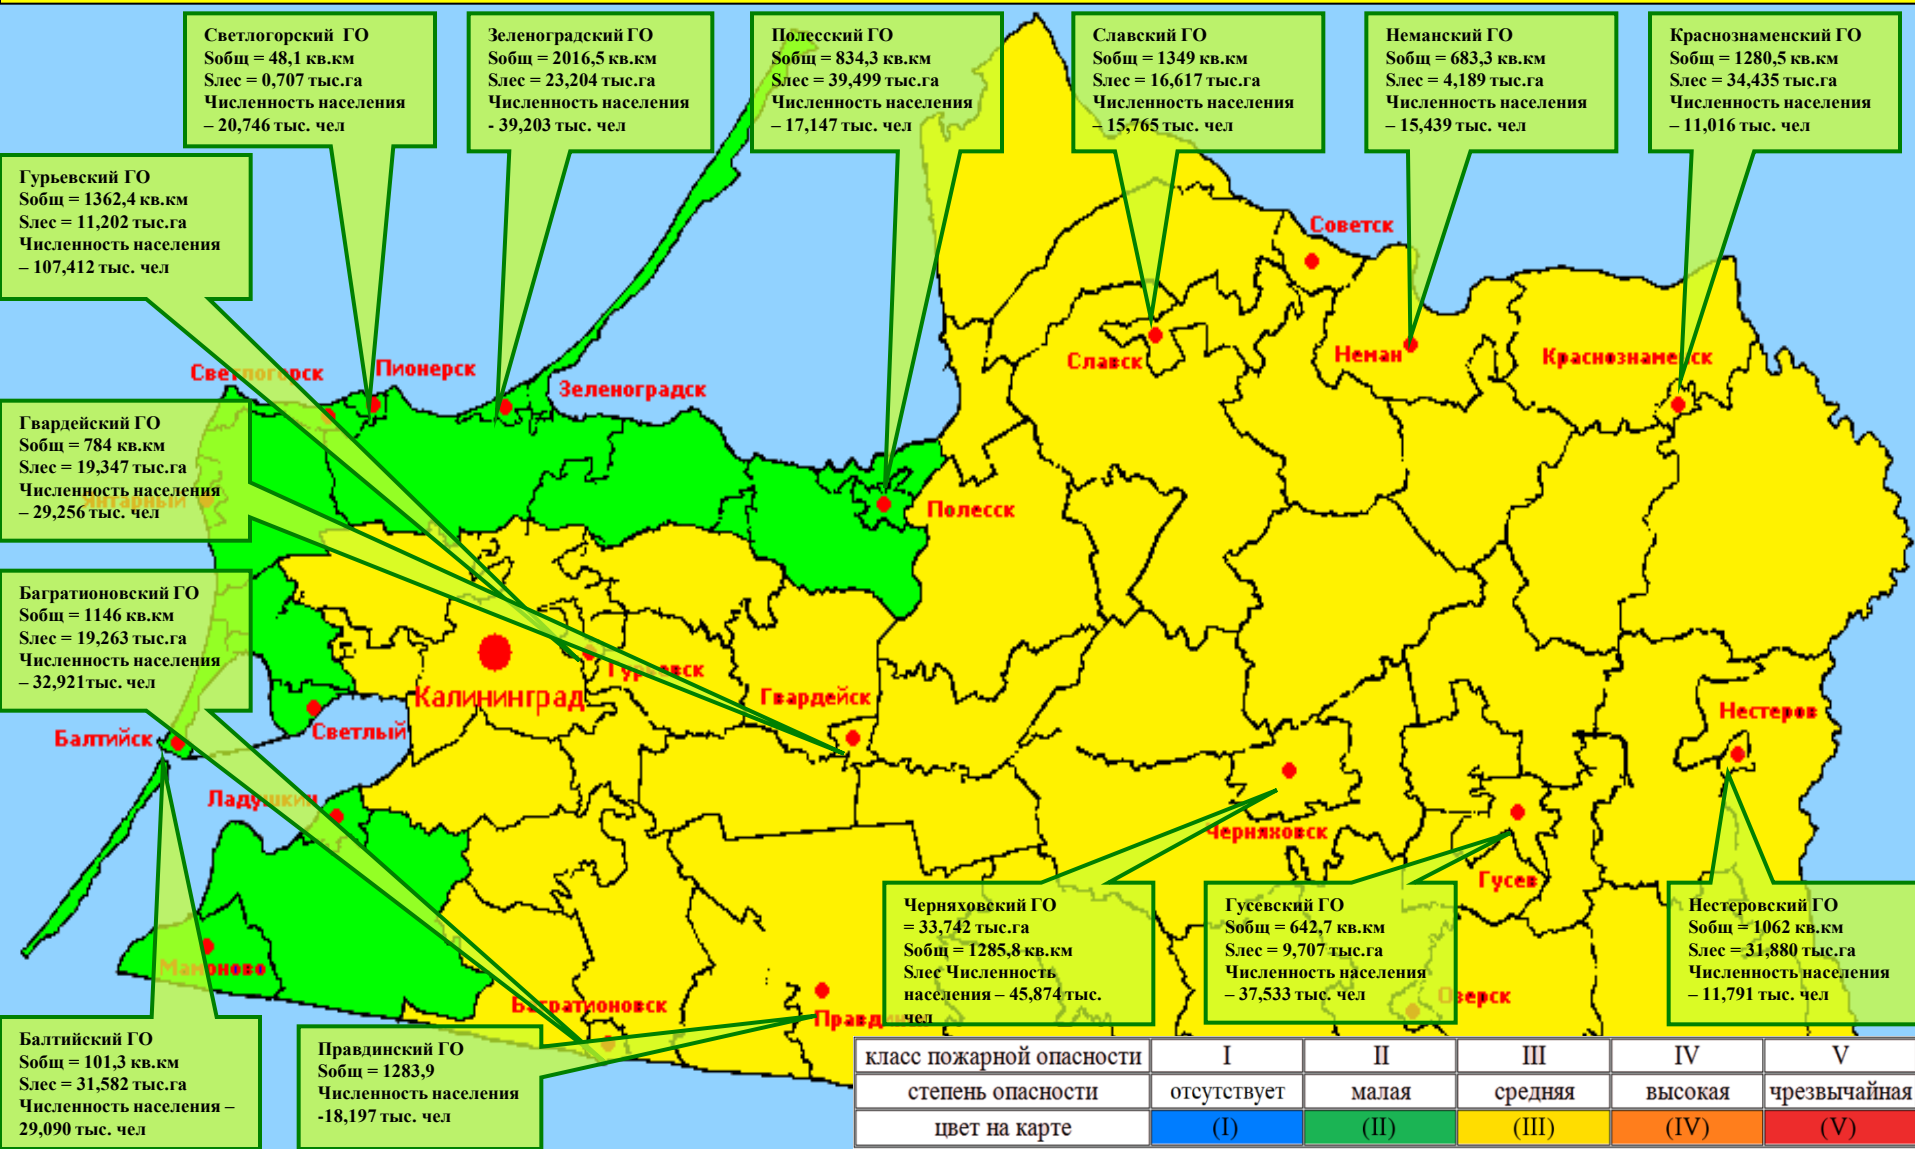 Светлогорский ГО
Sобщ = 48,1 кв.км
Sлес = 0,707 тыс.га
Численность населения
– 20,746 тыс. чел
Зеленоградский ГО
Sобщ = 2016,5 кв.км
Sлес = 23,204 тыс.га
Численность населения
- 39,203 тыс. чел
Полесский ГО
Sобщ = 834,3 кв.км
Sлес = 39,499 тыс.га
Численность населения
– 17,147 тыс. чел
Славский ГО
Sобщ = 1349 кв.км
Sлес = 16,617 тыс.га
Численность населения
– 15,765 тыс. чел
Неманский ГО
Sобщ = 683,3 кв.км
Sлес = 4,189 тыс.га
Численность населения
– 15,439 тыс. чел
Краснознаменский ГО
Sобщ = 1280,5 кв.км
Sлес = 34,435 тыс.га
Численность населения
– 11,016 тыс. чел
Гурьевский ГО
Sобщ = 1362,4 кв.км
Sлес = 11,202 тыс.га
Численность населения
– 107,412 тыс. чел
Советск
Славск
Неман
Краснознаменск
Светлогорск
Пионерск
Зеленоградск
Гвардейский ГО
Sобщ = 784 кв.км
Sлес = 19,347 тыс.га
Численность населения
– 29,256 тыс. чел
Янтарный
Полесск
Багратионовский ГО
Sобщ = 1146 кв.км
Sлес = 19,263 тыс.га
Численность населения
– 32,921тыс. чел
Гурьевск
Калининград
Гвардейск
Нестеров
Балтийск
Светлый
Ладушкин
Черняховск
Гусев
Мамоново
Багратионовск
Правдинск
Озерск
Черняховский ГО
= 33,742 тыс.га
Sобщ = 1285,8 кв.км
Sлес Численность
населения – 45,874 тыс.
чел
Гусевский ГО
Sобщ = 642,7 кв.км
Sлес = 9,707 тыс.га
Численность населения
– 37,533 тыс. чел
Нестеровский ГО
Sобщ = 1062 кв.км
Sлес = 31,880 тыс.га
Численность населения
– 11,791 тыс. чел
Балтийский ГО
Sобщ = 101,3 кв.км
Sлес = 31,582 тыс.га
Численность населения –
29,090 тыс. чел
Правдинский ГО
Sобщ = 1283,9
Численность населения
-18,197 тыс. чел
класс пожарной опасности I II III IV V
степень опасности отсутствует малая средняя высокая чрезвычайная
цвет на карте (I) (II) (III) (IV) (V)